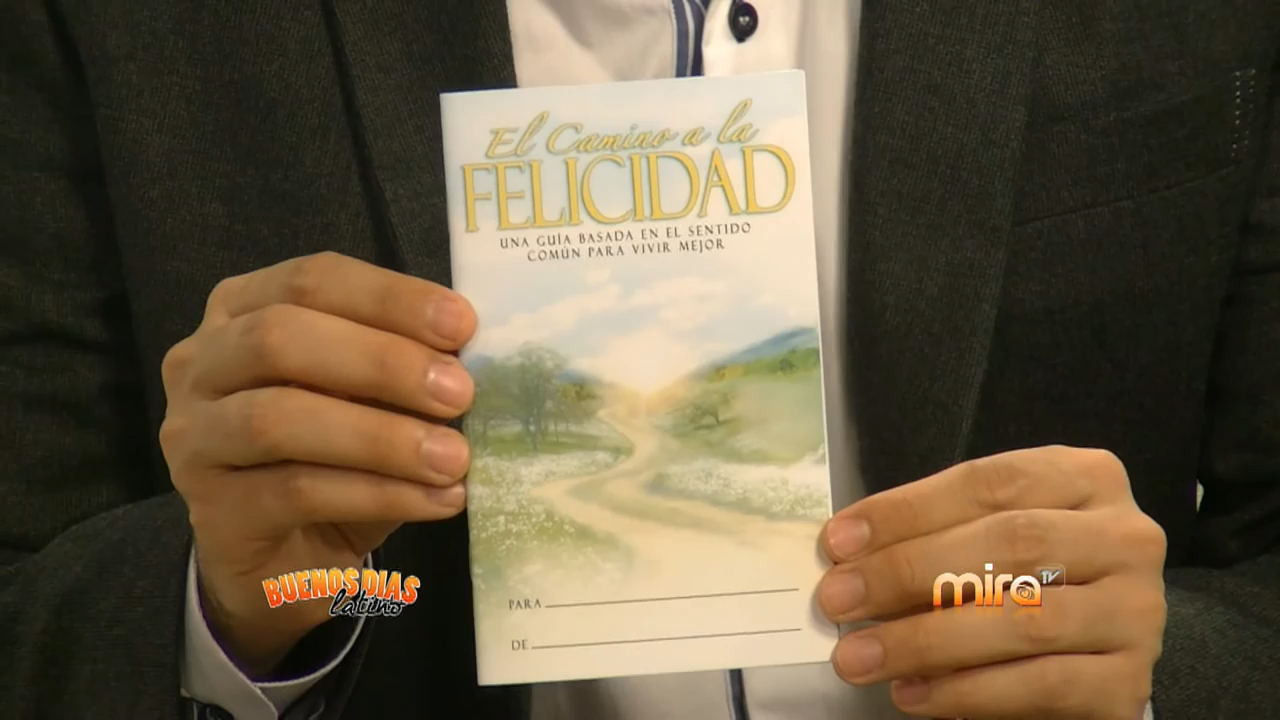 El Camino a la
FELICIDAD
UNA GUÍA BASADA EN EL SENTIDO
COMÚN PARA VIVIR MEJOR
PARA
DE
BUENOS DIAS
latino
mira TV